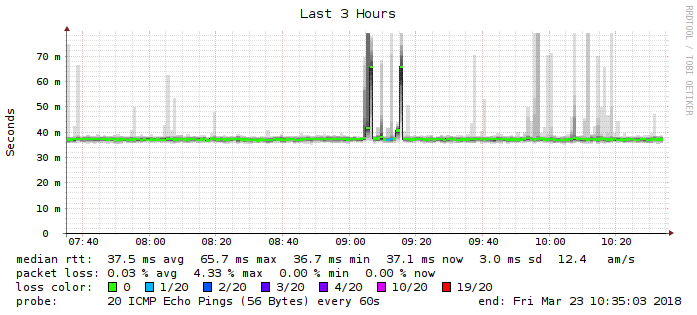 Last 3 Hours
RRDTOOL / TOBI OETIKER
Seconds
70 m
60 m
50 m
40 m
30 m
20 m
10 m
0
07:40 08:00 08:20 08:40 09:00 09:20 09:40 10:00 10:20
median rtt: 37.5 ms avg 65.7 ms max 36.7 ms min 37.1 ms now 3.0 ms sd 12.4 am/s
packet loss: 0.03 % avg 4.33 % max 0.00 % min 0.00 % now
loss color: 0 1/20 2/20 3/20 4/20 10/20 19/20
probe: 20 ICMP Echo Pings (56 Bytes) every 60s end: Fri Mar 23 10:35:03 2018